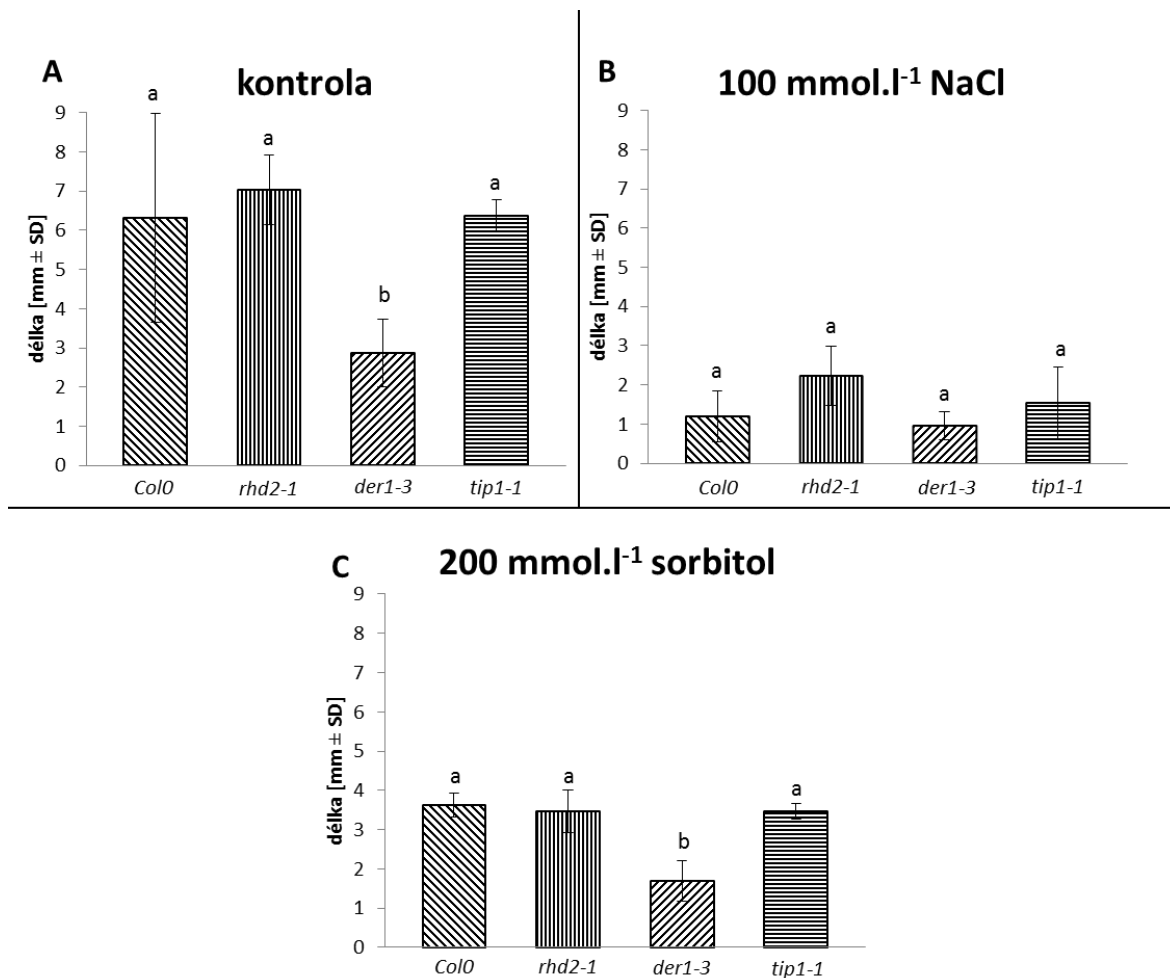 A
kontrola
délka [mm ± SD]
9
8
7
6
5
4
3
2
1
0
a
a
b
a
Col0 rhd2-1 der1-3 tip1-1
B
100 mmol.l⁻¹ NaCl
délka [mm ± SD]
9
8
7
6
5
4
3
2
1
0
a
a
a
a
Col0 rhd2-1 der1-3 tip1-1
C
200 mmol.l⁻¹ sorbitol
délka [mm ± SD]
9
8
7
6
5
4
3
2
1
0
a
a
b
a
Col0 rhd2-1 der1-3 tip1-1